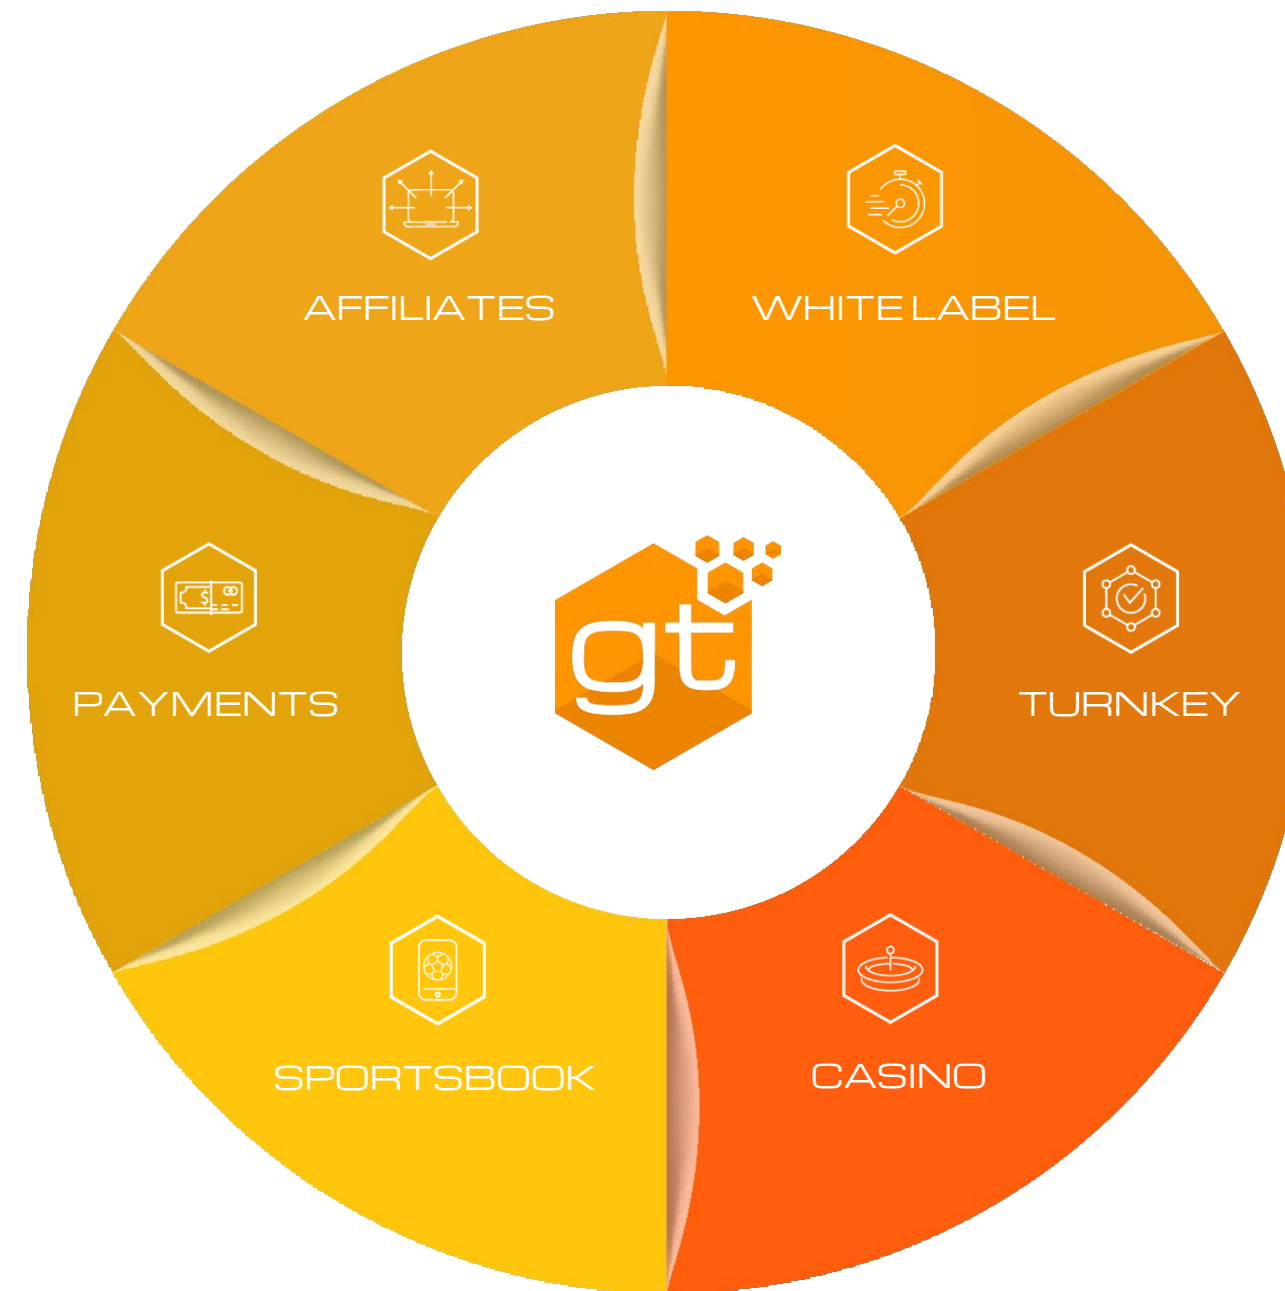 AFFILIATES
WHITE LABEL
PAYMENTS
$
gt
TURNKEY
SPORTSBOOK
CASINO